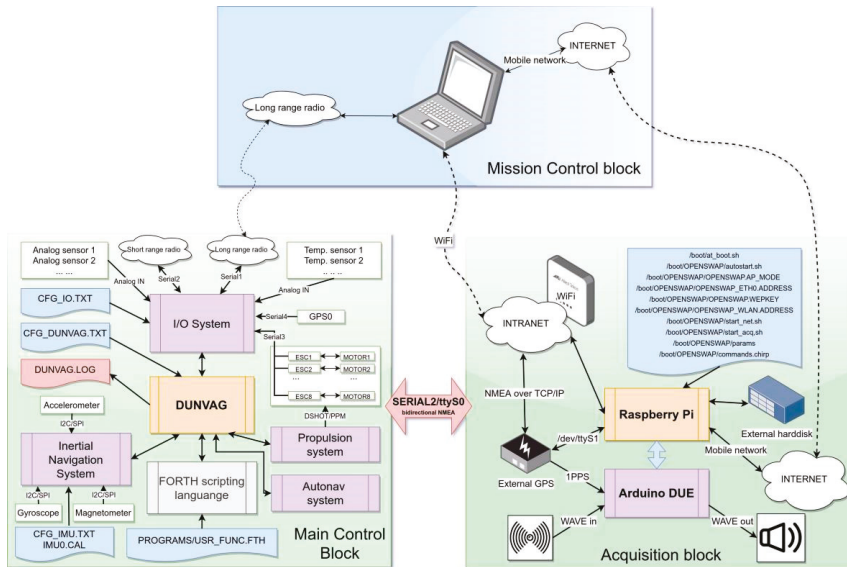 INTERNET
Mobile network
Long range radio
Mission Control block
WiFi
Analog sensor 1
Analog sensor 2
... ...
Short range radio
Long range radio
Temp. sensor 1
Temp. sensor 2
.. .. ..
Serial2
Serial1
Analog IN
Analog IN
CFG_IO.TXT
I/O System
Serial4
GPS0
Serial3
CFG_DUNVAG.TXT
DUNVAG.LOG
ESC1
MOTOR1
ESC2
MOTOR2
...
...
ESC8
MOTOR8
DSHOT/PPM
DUNVAG
Accelerometer
I2C/SPI
Inertial
Navigation
System
Propulsion
system
Autonav
system
FORTH scripting
languange
I2C/SPI
I2C/SPI
Gyroscope
Magnetometer
CFG_IMU.TXT
IMU0.CAL
PROGRAMS/USR_FUNC.FTH
Main Control
Block
SERIAL2/ttyS0
bidirectional NMEA
/boot/at_boot.sh
/boot/OPENSWAP/autostart.sh
/boot/OPENSWAP/OPENSWAP.AP_MODE
/boot/OPENSWAP/OPENSWAP_ETH0.ADDRESS
/boot/OPENSWAP/OPENSWAP.WEPKEY
/boot/OPENSWAP/OPENSWAP_WLAN.ADDRESS
/boot/OPENSWAP/start_net.sh
/boot/OPENSWAP/start_acq.sh
/boot/OPENSWAP/params
/boot/OPENSWAP/commands.chirp
WiFi
INTRANET
NMEA over TCP/IP
Raspberry Pi
External harddisk
/dev/ttyS1
Mobile network
External GPS
1PPS
INTERNET
Arduino DUE
WAVE in
WAVE out
Acquisition block